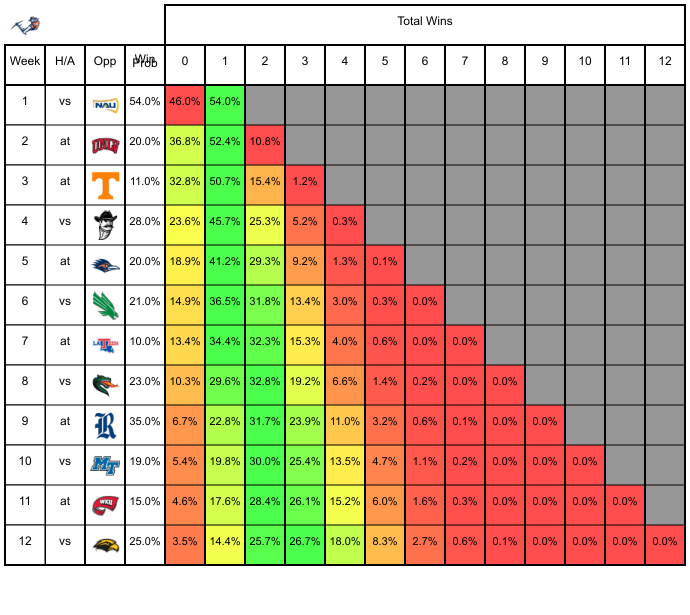 Total Wins
Week H/A Opp Win Prob 0 1 2 3 4 5 6 7 8 9 10 11 12
1 vs NAU 54.0% 46.0% 54.0%
2 at UNLV 20.0% 36.8% 52.4% 10.8%
3 at T 11.0% 32.8% 50.7% 15.4% 1.2%
4 vs 28.0% 23.6% 45.7% 25.3% 5.2% 0.3%
5 at 20.0% 18.9% 41.2% 29.3% 9.2% 1.3% 0.1%
6 vs 21.0% 14.9% 36.5% 31.8% 13.4% 3.0% 0.3% 0.0%
7 at 10.0% 13.4% 34.4% 32.3% 15.3% 4.0% 0.6% 0.0% 0.0%
8 vs 23.0% 10.3% 29.6% 32.8% 19.2% 6.6% 1.4% 0.2% 0.0% 0.0%
9 at R 35.0% 6.7% 22.8% 31.7% 23.9% 11.0% 3.2% 0.6% 0.1% 0.0% 0.0%
10 vs MT 19.0% 5.4% 19.8% 30.0% 25.4% 13.5% 4.7% 1.1% 0.2% 0.0% 0.0% 0.0%
11 at WKU 15.0% 4.6% 17.6% 28.4% 26.1% 15.2% 6.0% 1.6% 0.3% 0.0% 0.0% 0.0% 0.0%
12 vs 25.0% 3.5% 14.4% 25.7% 26.7% 18.0% 8.3% 2.7% 0.6% 0.1% 0.0% 0.0% 0.0% 0.0%